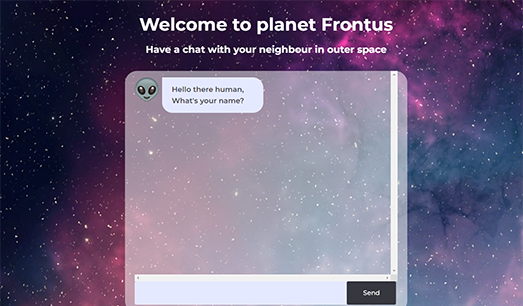 Welcome to planet Frontus
Have a chat with your neighbour in outer space
Hello there human,
What's your name?
Send